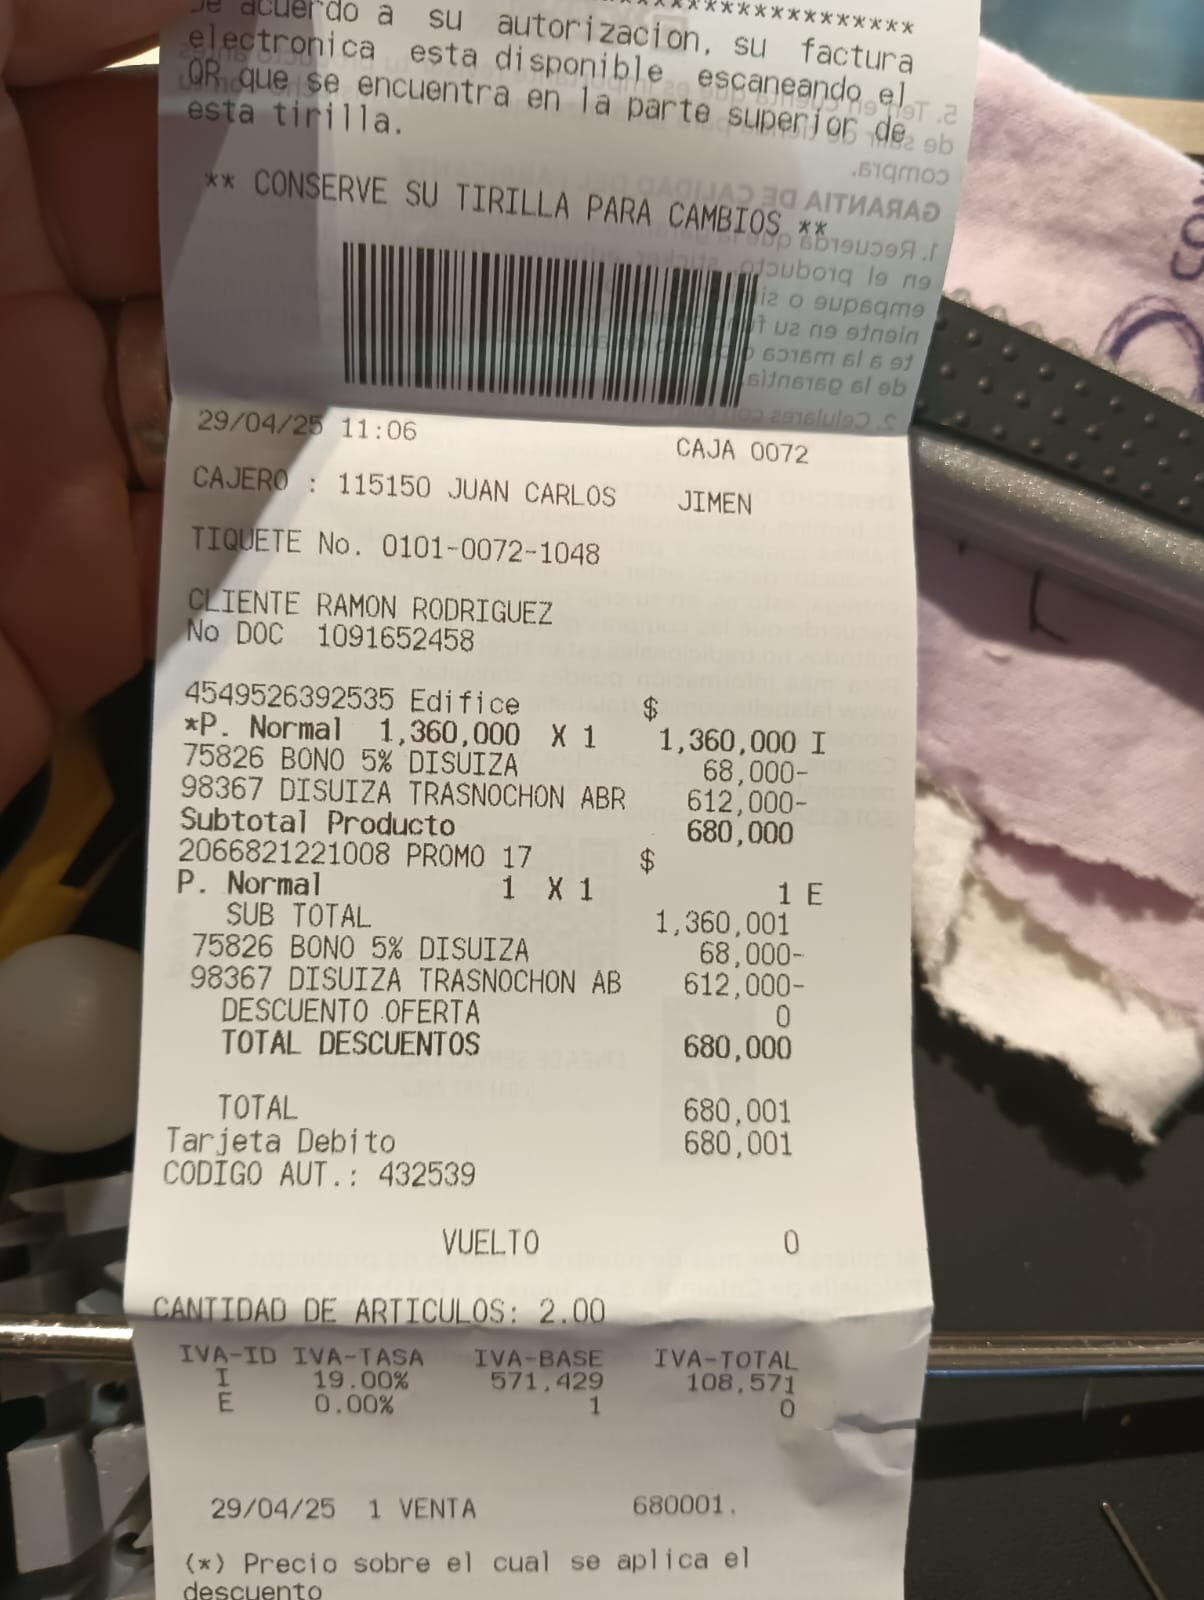 ********************
De acuerdo a su autorizacion, su factura
electronica esta disponible escaneando el
QR que se encuentra en la parte superior de
esta tirilla.
** CONSERVE SU TIRILLA PARA CAMBIOS **
29/04/25 11:06 CAJA 0072
CAJERO : 115150 JUAN CARLOS JIMEN
TIQUETE No. 0101-0072-1048
CLIENTE RAMON RODRIGUEZ
No DOC 1091652458
4549526392535 Edifice $
*P. Normal 1,360,000 X 1 1,360,000 I
75826 BONO 5% DISUIZA 68,000-
98367 DISUIZA TRASNOCHON ABR 612,000-
Subtotal Producto 680,000
2066821221008 PROMO 17 $
P. Normal 1 X 1 1 E
SUB TOTAL 1,360,001
75826 BONO 5% DISUIZA 68,000-
98367 DISUIZA TRASNOCHON AB 612,000-
DESCUENTO OFERTA 0
TOTAL DESCUENTOS 680,000
TOTAL 680,001
Tarjeta Debito 680,001
CODIGO AUT.: 432539
VUELTO 0
CANTIDAD DE ARTICULOS: 2.00
IVA-ID IVA-TASA IVA-BASE IVA-TOTAL
I 19.00% 571,429 108,571
E 0.00% 1 0
29/04/25 1 VENTA 680001.
(*) Precio sobre el cual se aplica el
descuento